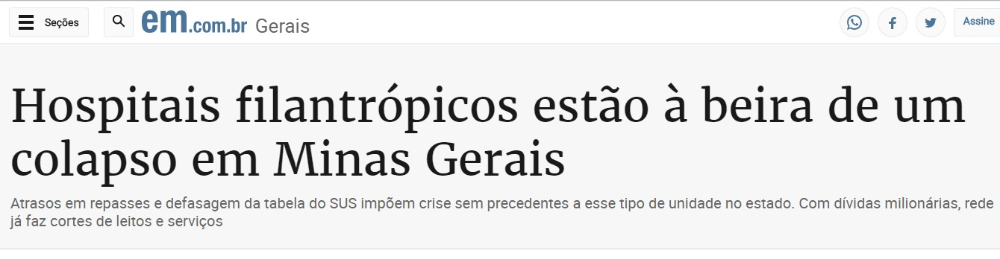 Seções em.com.br Gerais Assine
Hospitais filantrópicos estão à beira de um
colapso em Minas Gerais
Atrasos em repasses e defasagem da tabela do SUS impõem crise sem precedentes a esse tipo de unidade no estado. Com dívidas milionárias, rede
já faz cortes de leitos e serviços